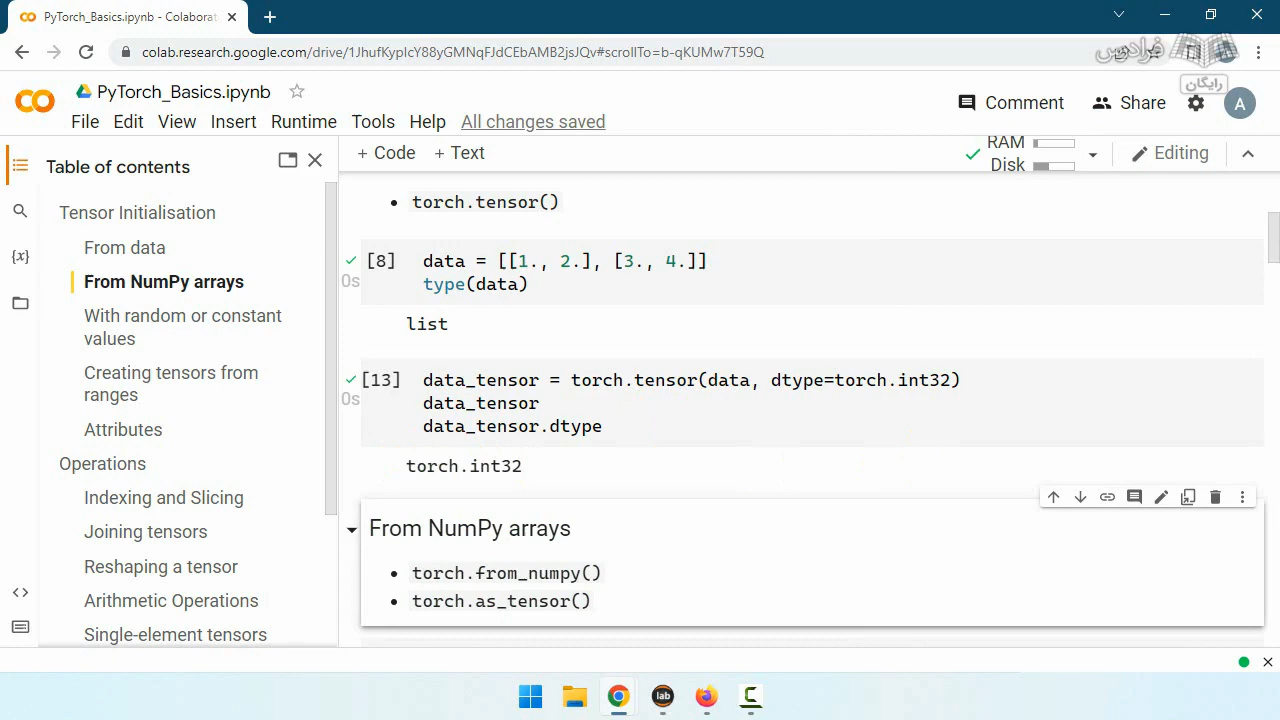 PyTorch_Basics.ipynb - Colaborat
colab.research.google.com/drive/1JhufKypIcY88yGMNqFJdCEbAMB2jsJQv#scrollTo=b-qKUMw7T59Q
فرادرس
رایگان
PyTorch_Basics.ipynb
File Edit View Insert Runtime Tools Help All changes saved
Comment Share A
Table of contents
+ Code + Text
RAM
Disk
Editing
Tensor Initialisation
From data
From NumPy arrays
With random or constant
values
Creating tensors from
ranges
Attributes
Operations
Indexing and Slicing
Joining tensors
Reshaping a tensor
Arithmetic Operations
Single-element tensors
{x}
torch.tensor()
[8] data = [[1., 2.], [3., 4.]]
0s type(data)
list
[13] data_tensor = torch.tensor(data, dtype=torch.int32)
0s data_tensor
data_tensor.dtype
torch.int32
From NumPy arrays
torch.from_numpy()
torch.as_tensor()
lab